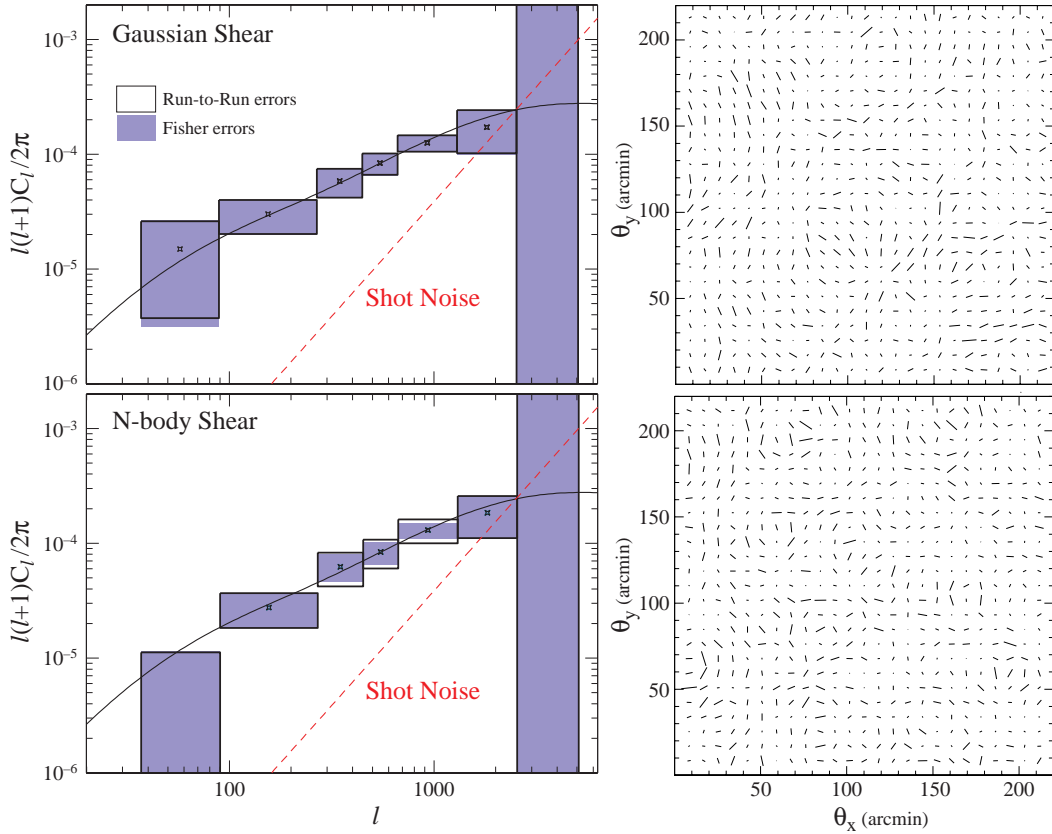 Gaussian Shear
Run-to-Run errors
Fisher errors
Shot Noise
l(l+1)C_l/2π
10⁻³
10⁻⁴
10⁻⁵
10⁻⁶
θ_y (arcmin)
200
150
100
50
N-body Shear
Shot Noise
l(l+1)C_l/2π
10⁻³
10⁻⁴
10⁻⁵
10⁻⁶
100 1000
l
θ_y (arcmin)
200
150
100
50
50 100 150 200
θ_x (arcmin)